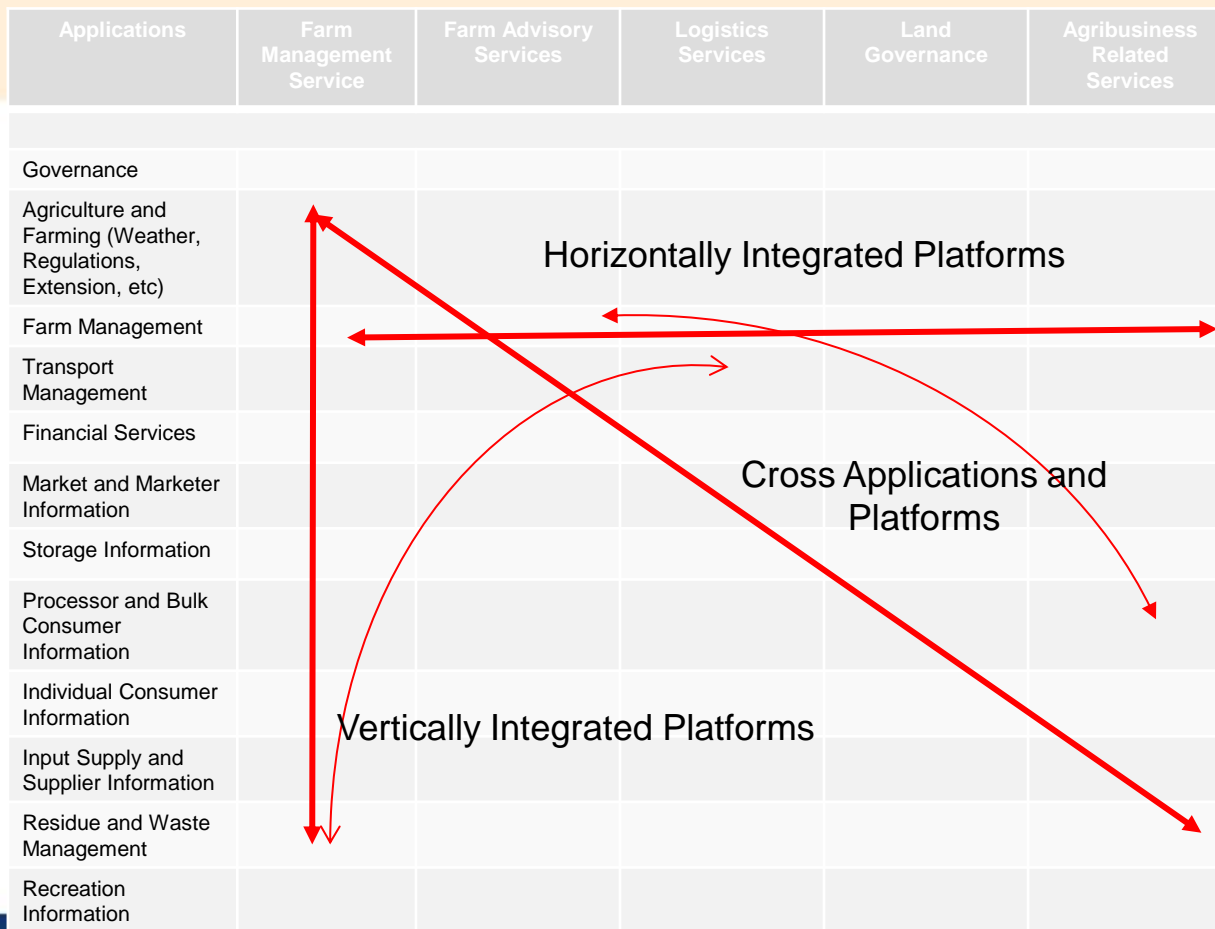 Applications
Farm
Management
Service
Farm Advisory
Services
Logistics
Services
Land
Governance
Agribusiness
Related
Services
Governance
Agriculture and
Farming (Weather,
Regulations,
Extension, etc)
Horizontally Integrated Platforms
Farm Management
Transport
Management
Financial Services
Market and Marketer
Information
Cross Applications and
Platforms
Storage Information
Processor and Bulk
Consumer
Information
Individual Consumer
Information
Vertically Integrated Platforms
Input Supply and
Supplier Information
Residue and Waste
Management
Recreation
Information